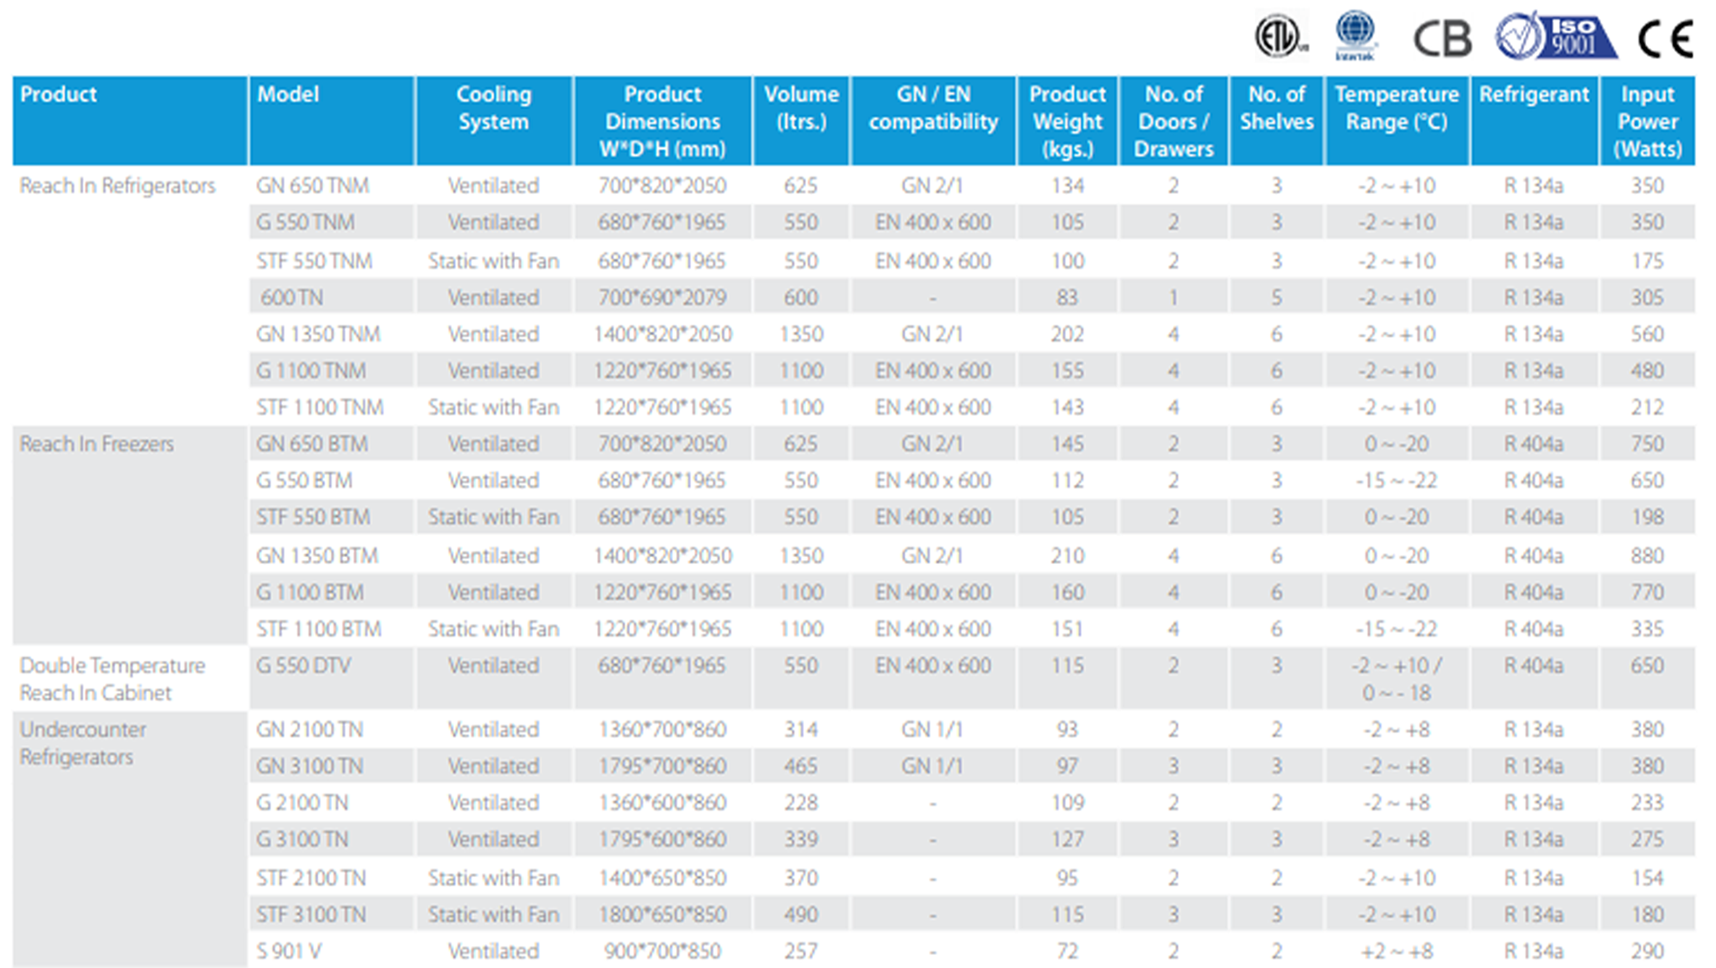 ETL us Intertek CB ISO 9001 CE
Product Model Cooling System Product Dimensions W*D*H (mm) Volume (ltrs.) GN / EN compatibility Product Weight (kgs.) No. of Doors / Drawers No. of Shelves Temperature Range (°C) Refrigerant Input Power (Watts)
Reach In Refrigerators GN 650 TNM Ventilated 700*820*2050 625 GN 2/1 134 2 3 -2 ~ +10 R 134a 350
G 550 TNM Ventilated 680*760*1965 550 EN 400 x 600 105 2 3 -2 ~ +10 R 134a 350
STF 550 TNM Static with Fan 680*760*1965 550 EN 400 x 600 100 2 3 -2 ~ +10 R 134a 175
600 TN Ventilated 700*690*2079 600 - 83 1 5 -2 ~ +10 R 134a 305
GN 1350 TNM Ventilated 1400*820*2050 1350 GN 2/1 202 4 6 -2 ~ +10 R 134a 560
G 1100 TNM Ventilated 1220*760*1965 1100 EN 400 x 600 155 4 6 -2 ~ +10 R 134a 480
STF 1100 TNM Static with Fan 1220*760*1965 1100 EN 400 x 600 143 4 6 -2 ~ +10 R 134a 212
Reach In Freezers GN 650 BTM Ventilated 700*820*2050 625 GN 2/1 145 2 3 0 ~ -20 R 404a 750
G 550 BTM Ventilated 680*760*1965 550 EN 400 x 600 112 2 3 -15 ~ -22 R 404a 650
STF 550 BTM Static with Fan 680*760*1965 550 EN 400 x 600 105 2 3 0 ~ -20 R 404a 198
GN 1350 BTM Ventilated 1400*820*2050 1350 GN 2/1 210 4 6 0 ~ -20 R 404a 880
G 1100 BTM Ventilated 1220*760*1965 1100 EN 400 x 600 160 4 6 0 ~ -20 R 404a 770
STF 1100 BTM Static with Fan 1220*760*1965 1100 EN 400 x 600 151 4 6 -15 ~ -22 R 404a 335
Double Temperature G 550 DTV Ventilated 680*760*1965 550 EN 400 x 600 115 2 3 -2 ~ +10 / R 404a 650
Reach In Cabinet 0 ~ - 18
Undercounter GN 2100 TN Ventilated 1360*700*860 314 GN 1/1 93 2 2 -2 ~ +8 R 134a 380
Refrigerators GN 3100 TN Ventilated 1795*700*860 465 GN 1/1 97 3 3 -2 ~ +8 R 134a 380
G 2100 TN Ventilated 1360*600*860 228 - 109 2 2 -2 ~ +8 R 134a 233
G 3100 TN Ventilated 1795*600*860 339 - 127 3 3 -2 ~ +8 R 134a 275
STF 2100 TN Static with Fan 1400*650*850 370 - 95 2 2 -2 ~ +10 R 134a 154
STF 3100 TN Static with Fan 1800*650*850 490 - 115 3 3 -2 ~ +10 R 134a 180
S 901 V Ventilated 900*700*850 257 - 72 2 2 +2 ~ +8 R 134a 290